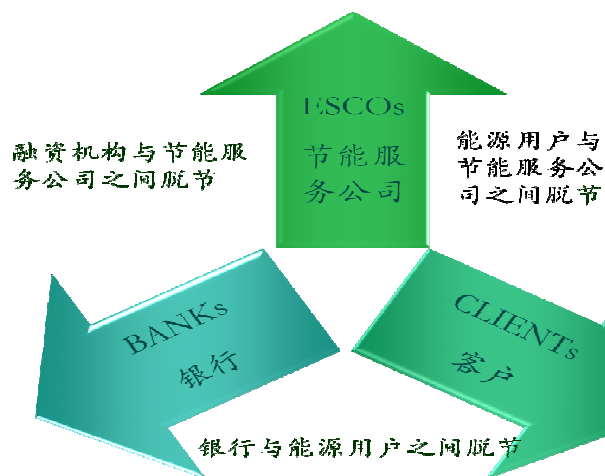 ESCOs
节能服
务公司
融资机构与节能服
务公司之间脱节
能源用户与
节能服务公
司之间脱节
BANKs
银行
CLIENTs
客户
银行与能源用户之间脱节